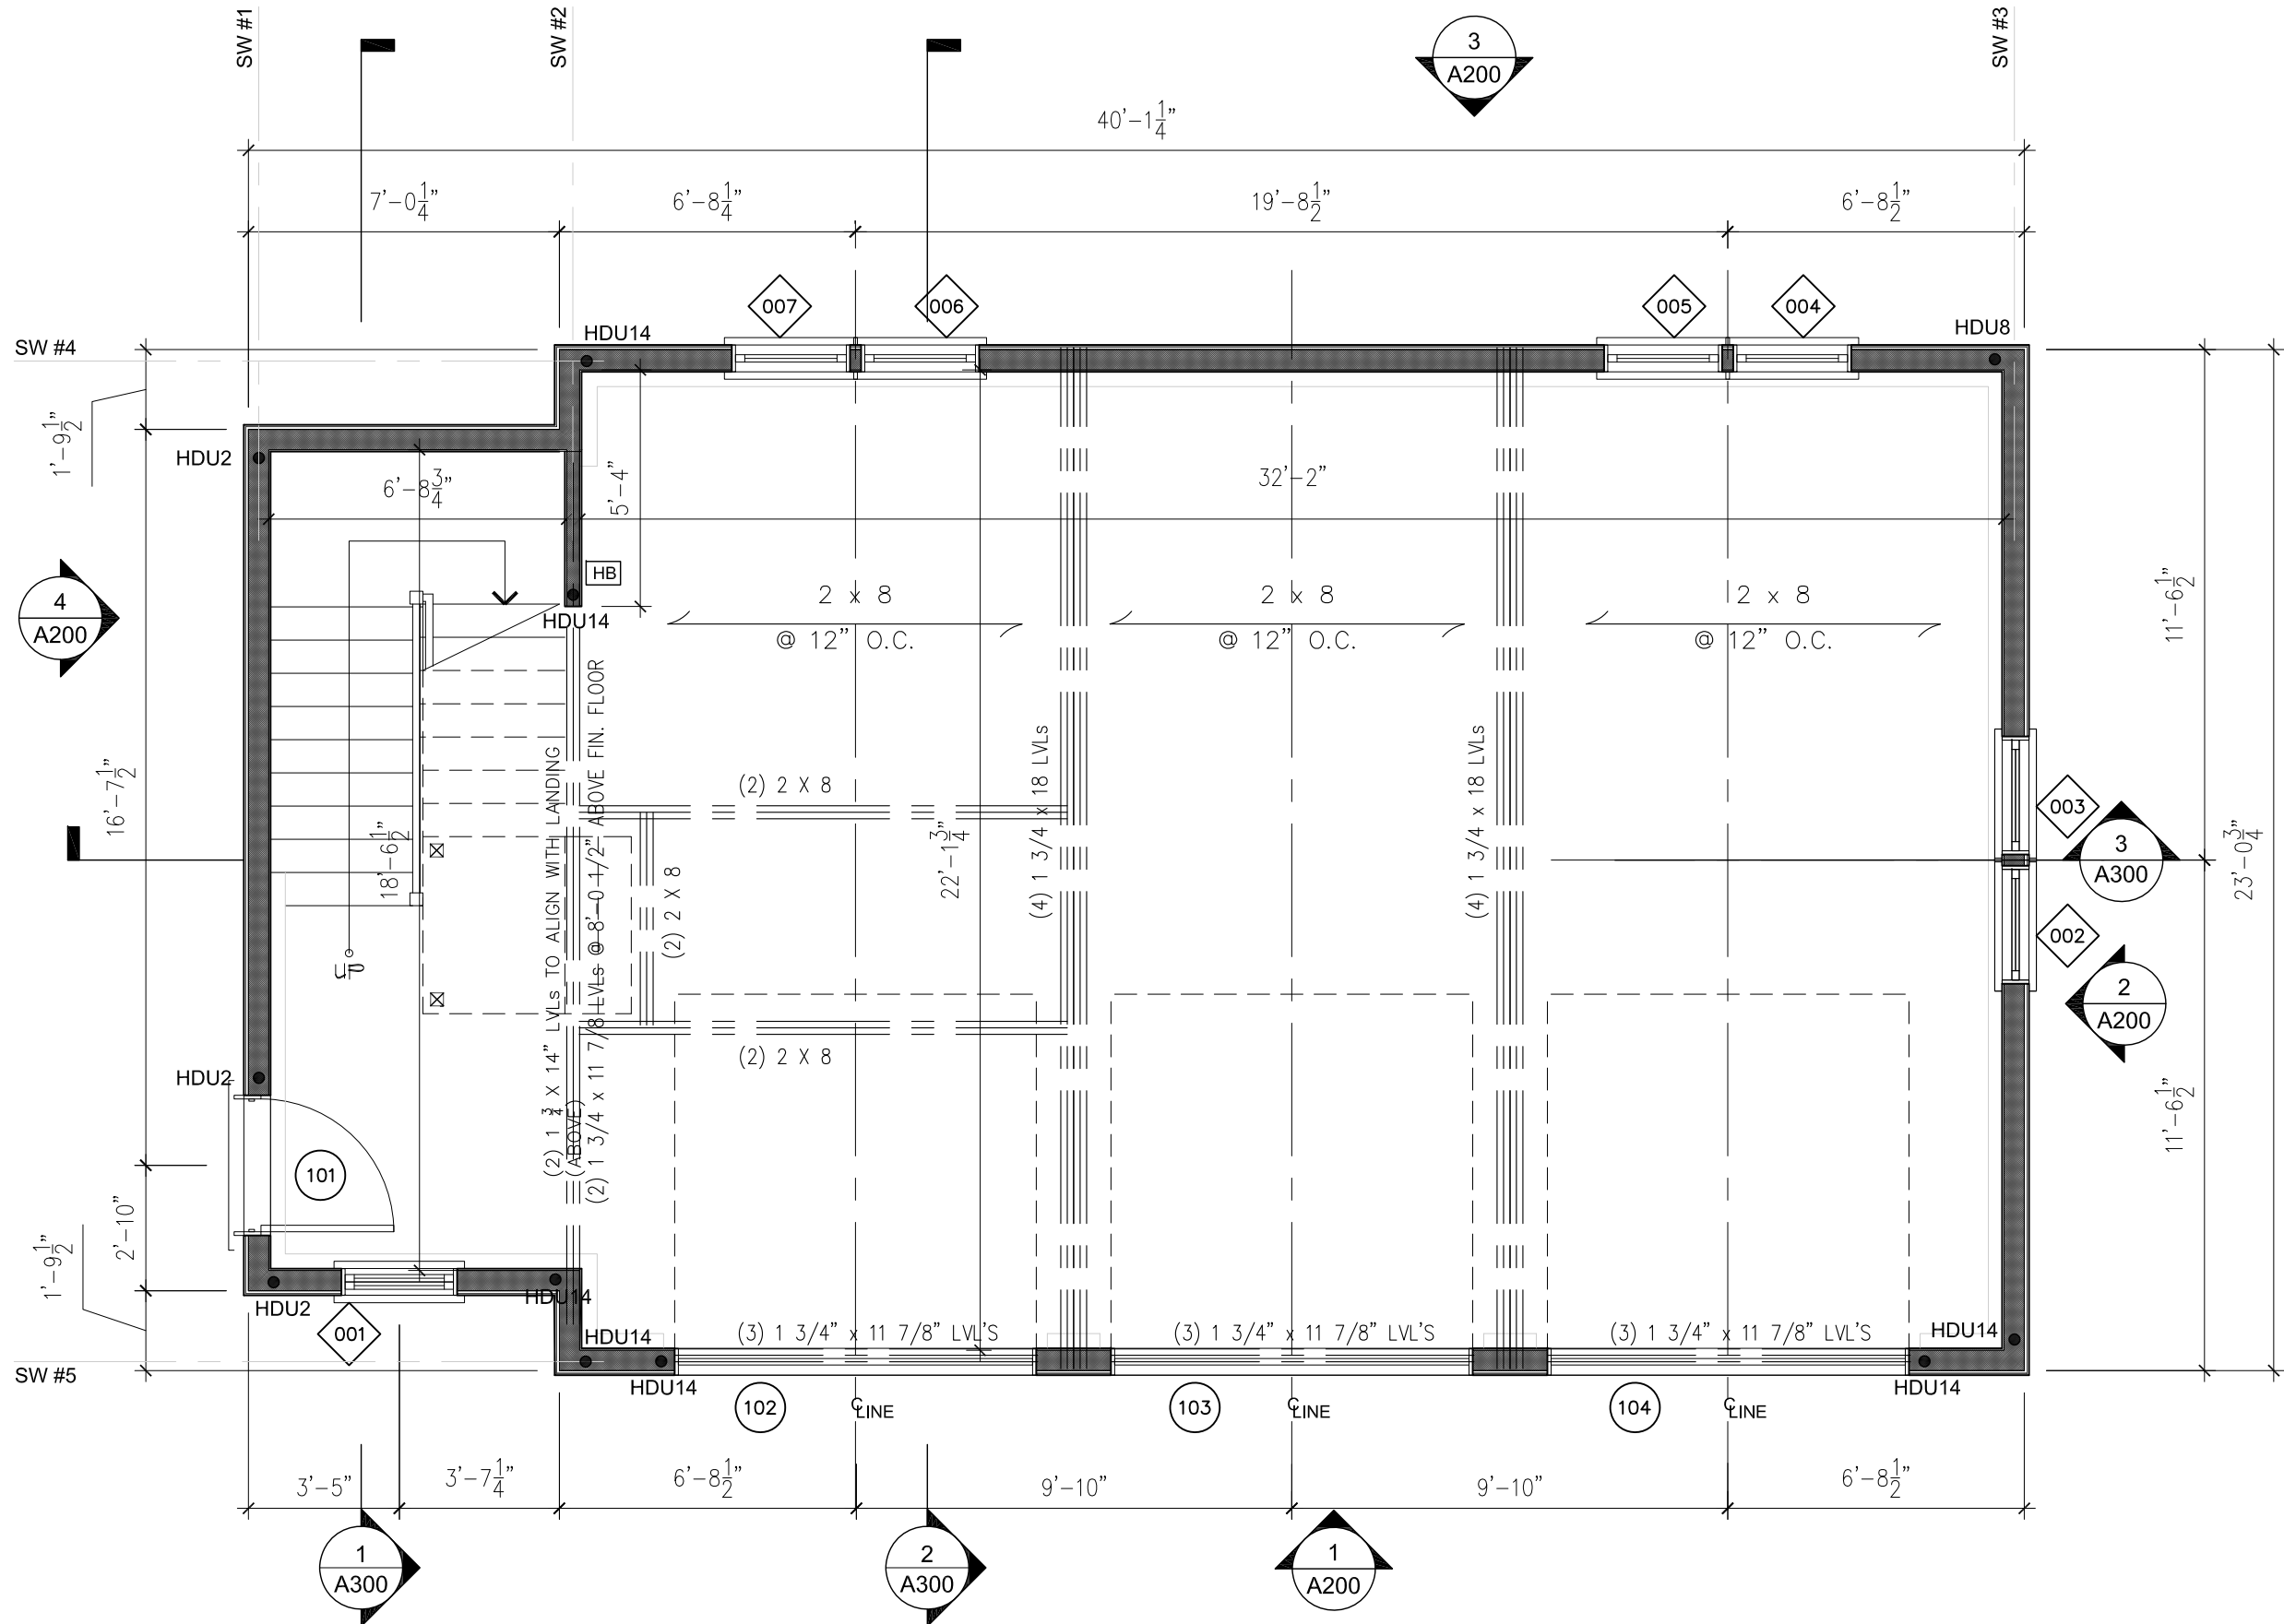 SW #1
SW #2
SW #3
3
A200
40'-1 1/4"
7'-0 1/4"
6'-8 1/4"
19'-8 1/2"
6'-8 1/2"
007
006
005
004
HDU14
HDU8
SW #4
1'-9 1/2"
HDU2
6'-8 3/4"
5'-4"
32'-2"
HB
HDU14
4
A200
2 x 8
@ 12" O.C.
2 x 8
@ 12" O.C.
2 x 8
@ 12" O.C.
11'-6 1/2"
16'-7 1/2"
18'-6 1/2"
(2) 1 3/4 X 14" LVLs TO ALIGN WITH LANDING
(ABOVE)
(2) 1 3/4 x 11 7/8 LVLs @ 8'-0 1/2" ABOVE FIN. FLOOR
(2) 2 X 8
(2) 2 X 8
(2) 2 X 8
22'-1 3/4"
(4) 1 3/4 x 18 LVLs
(4) 1 3/4 x 18 LVLs
003
3
A300
23'-0 3/4"
002
2
A200
UP
HDU2
101
2'-10"
11'-6 1/2"
1'-9 1/2"
HDU2
HDU14
001
HDU14
(3) 1 3/4" x 11 7/8" LVL'S
(3) 1 3/4" x 11 7/8" LVL'S
(3) 1 3/4" x 11 7/8" LVL'S
HDU14
SW #5
HDU14
HDU14
102
C LINE
103
C LINE
104
C LINE
3'-5"
3'-7 1/4"
6'-8 1/2"
9'-10"
9'-10"
6'-8 1/2"
1
A300
2
A300
1
A200